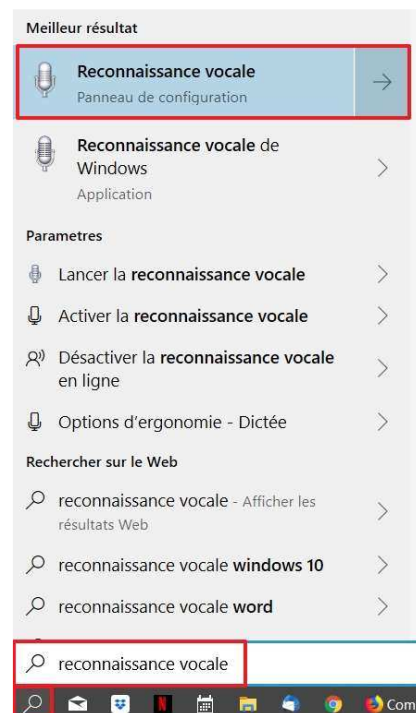 Meilleur résultat
Reconnaissance vocale
Panneau de configuration
Reconnaissance vocale de
Windows
Application
Parametres
Lancer la reconnaissance vocale
Activer la reconnaissance vocale
Désactiver la reconnaissance vocale
en ligne
Options d'ergonomie - Dictée
Rechercher sur le Web
reconnaissance vocale - Afficher les
résultats Web
reconnaissance vocale windows 10
reconnaissance vocale word
reconnaissance vocale
Com